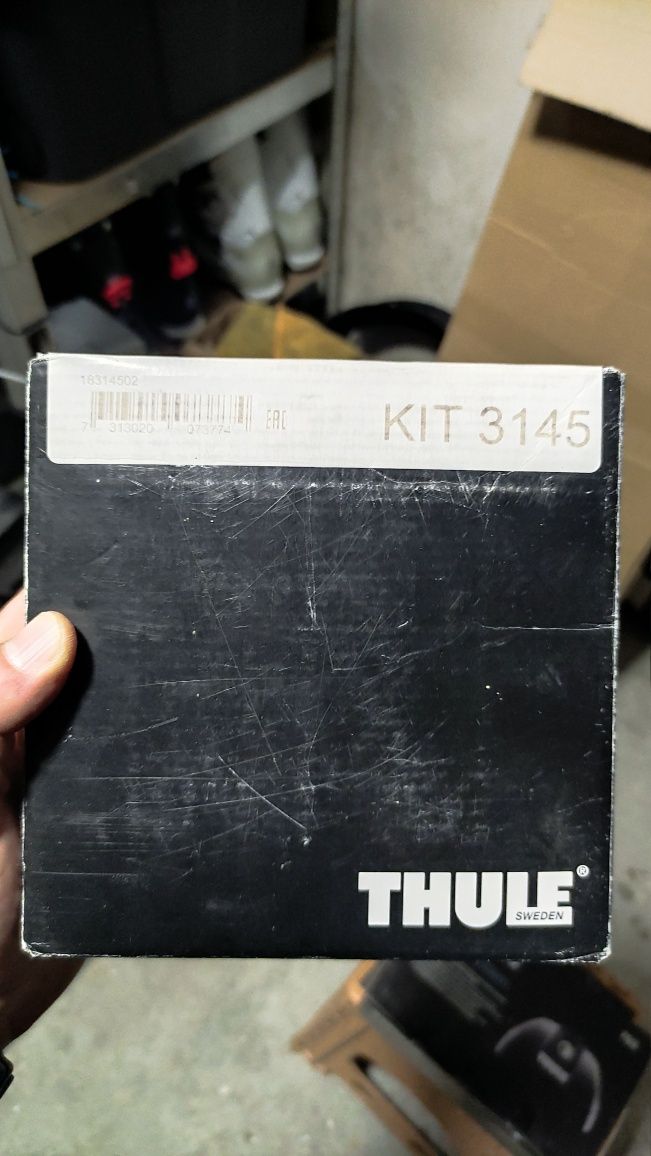 18314502
7 313020 073774
EAC
KIT 3145
THULE®
SWEDEN